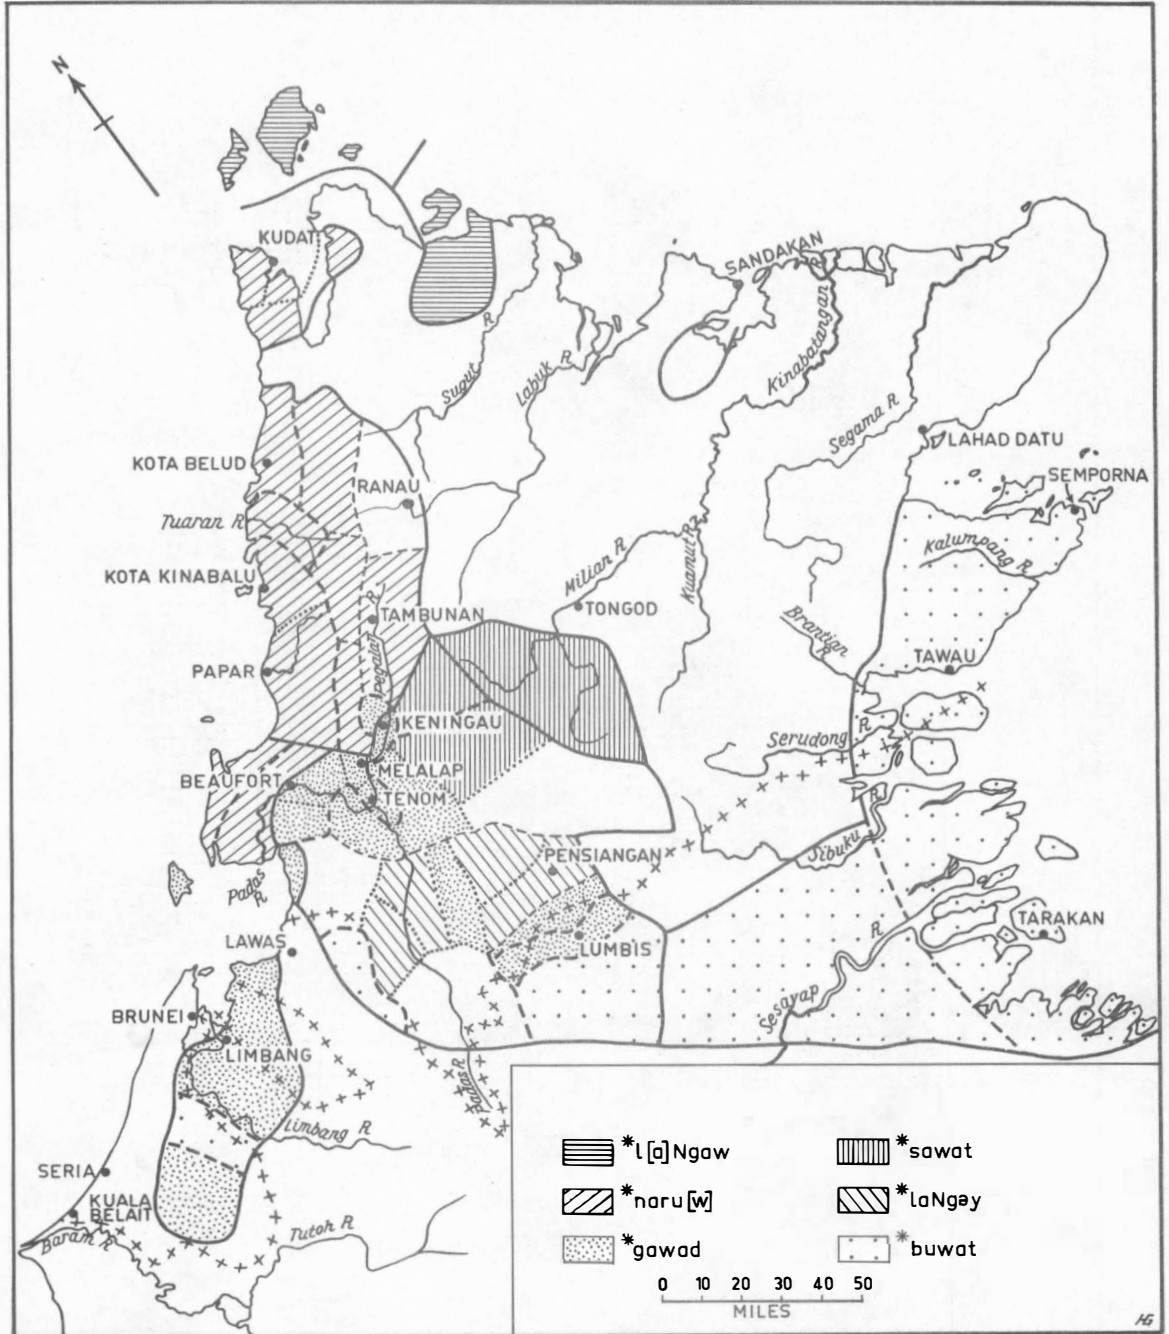 N
KUDAT
SANDAKAN
Kinabatangan
R
Sugut
R
Labuk R
Segama R
LAHAD DATU
SEMPORNA
KOTA BELUD
RANAU
Tuaran R
Kalumpang R
Milian R
Kuamut R
KOTA KINABALU
TAMBUNAN
TONGOD
Pegalan
R
Brantian
R
PAPAR
TAWAU
KENINGAU
Serudong
R
MELALAP
BEAUFORT
TENOM
R
Sibuku
PENSIANGAN
Padas
R
TARAKAN
LAWAS
LUMBIS
R
Sesayap
BRUNEI
LIMBANG
Padas R
Limbang R
SERIA
KUALA
BELAIT
Baram R
Tutoh R
*l[a]Ngaw
*sawat
*naru[w]
*laNgəy
*gawad
*buwat
0 10 20 30 40 50
MILES
HG